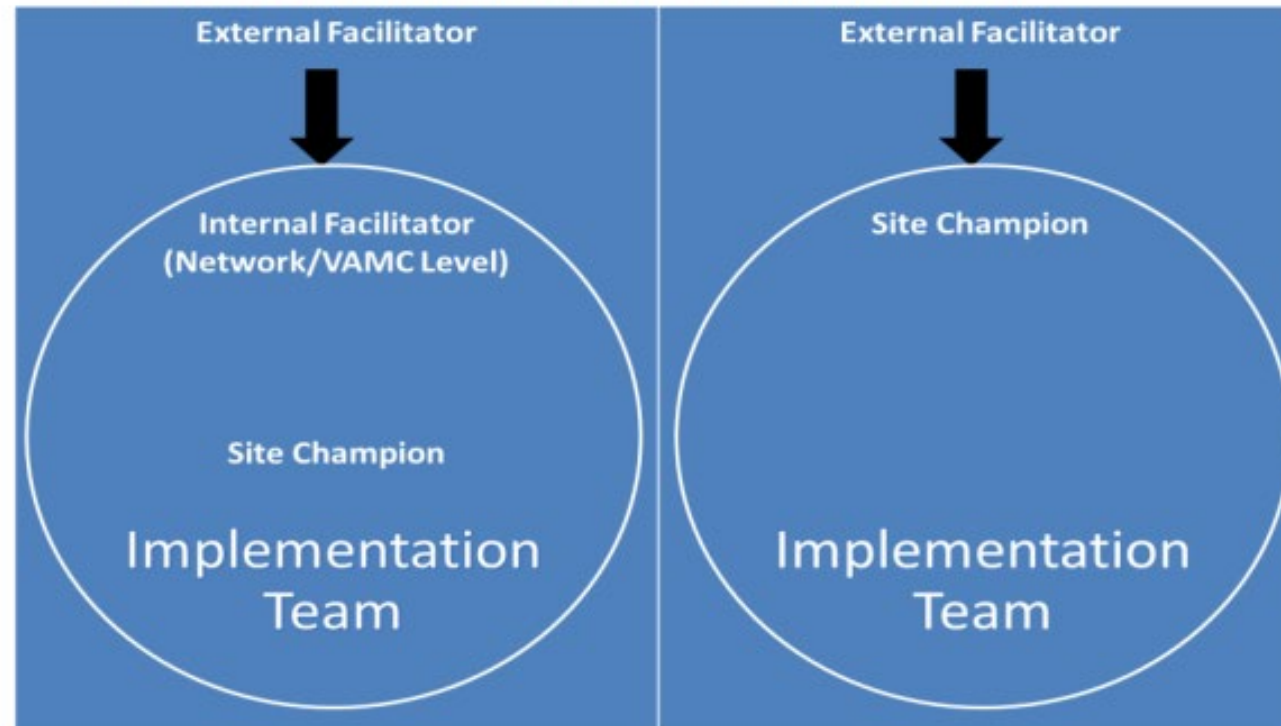 External Facilitator
Internal Facilitator
(Network/VAMC Level)
Site Champion
Implementation
Team
External Facilitator
Site Champion
Implementation
Team